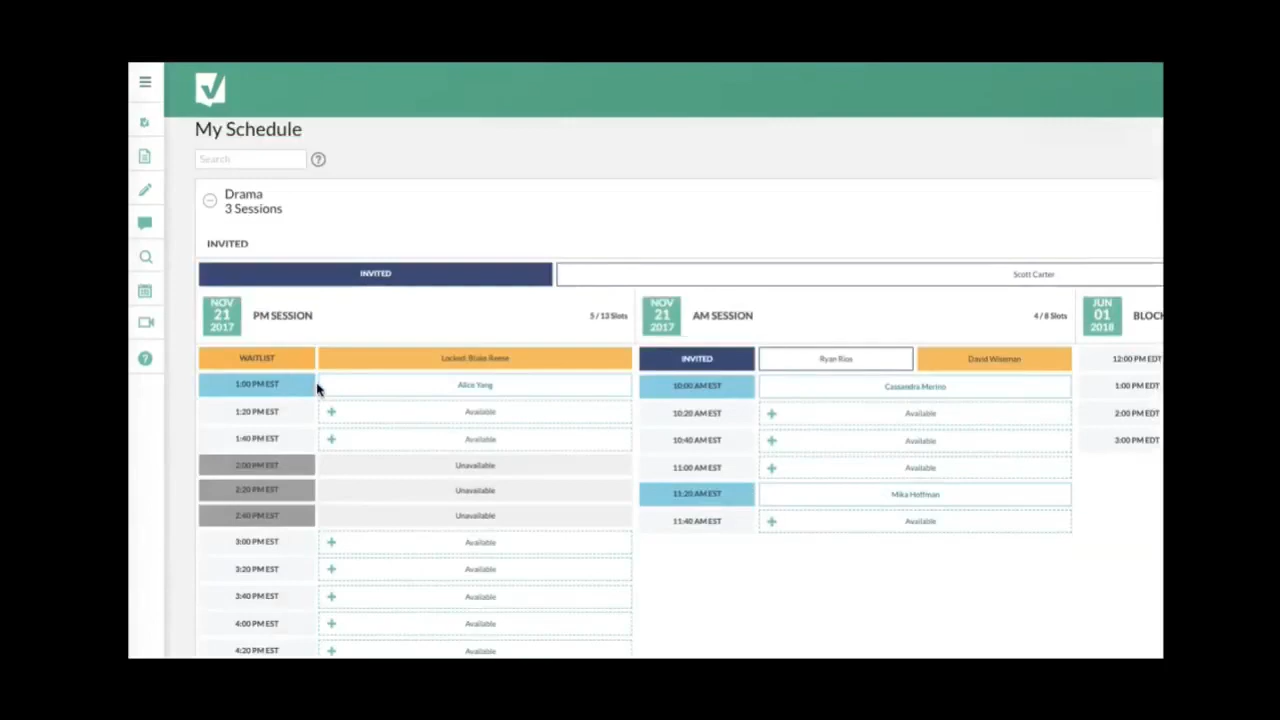 My Schedule
Search
?
Drama
3 Sessions
INVITED
INVITED
Scott Carter
NOV 21 2017
PM SESSION
5 / 13 Slots
WAITLIST
Locked: Blake Reese
1:00 PM EST
Alice Yang
1:20 PM EST
+ Available
1:40 PM EST
+ Available
2:00 PM EST
Unavailable
2:20 PM EST
Unavailable
2:40 PM EST
Unavailable
3:00 PM EST
+ Available
3:20 PM EST
+ Available
3:40 PM EST
+ Available
4:00 PM EST
+ Available
4:20 PM EST
+ Available
NOV 21 2017
AM SESSION
4 / 8 Slots
INVITED
Ryan Rios
David Wiseman
10:00 AM EST
Cassandra Merino
10:20 AM EST
+ Available
10:40 AM EST
+ Available
11:00 AM EST
+ Available
11:20 AM EST
Mika Hoffman
11:40 AM EST
+ Available
JUN 01 2018
BLOCK
12:00 PM EDT
1:00 PM EDT
2:00 PM EDT
3:00 PM EDT